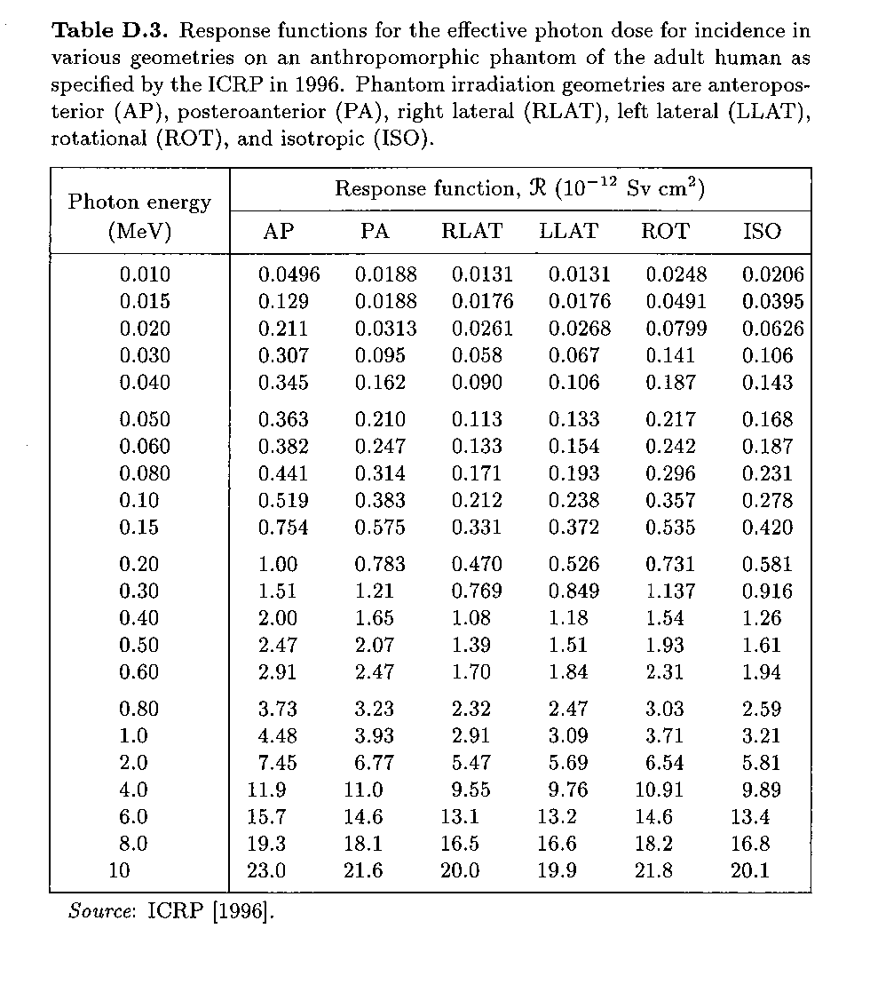 Table D.3. Response functions for the effective photon dose for incidence in
various geometries on an anthropomorphic phantom of the adult human as
specified by the ICRP in 1996. Phantom irradiation geometries are anteropos-
terior (AP), posteroanterior (PA), right lateral (RLAT), left lateral (LLAT),
rotational (ROT), and isotropic (ISO).
Photon energy
(MeV)
Response function, ℛ (10⁻¹² Sv cm²)
AP PA RLAT LLAT ROT ISO
0.010 0.0496 0.0188 0.0131 0.0131 0.0248 0.0206
0.015 0.129 0.0188 0.0176 0.0176 0.0491 0.0395
0.020 0.211 0.0313 0.0261 0.0268 0.0799 0.0626
0.030 0.307 0.095 0.058 0.067 0.141 0.106
0.040 0.345 0.162 0.090 0.106 0.187 0.143
0.050 0.363 0.210 0.113 0.133 0.217 0.168
0.060 0.382 0.247 0.133 0.154 0.242 0.187
0.080 0.441 0.314 0.171 0.193 0.296 0.231
0.10 0.519 0.383 0.212 0.238 0.357 0.278
0.15 0.754 0.575 0.331 0.372 0.535 0.420
0.20 1.00 0.783 0.470 0.526 0.731 0.581
0.30 1.51 1.21 0.769 0.849 1.137 0.916
0.40 2.00 1.65 1.08 1.18 1.54 1.26
0.50 2.47 2.07 1.39 1.51 1.93 1.61
0.60 2.91 2.47 1.70 1.84 2.31 1.94
0.80 3.73 3.23 2.32 2.47 3.03 2.59
1.0 4.48 3.93 2.91 3.09 3.71 3.21
2.0 7.45 6.77 5.47 5.69 6.54 5.81
4.0 11.9 11.0 9.55 9.76 10.91 9.89
6.0 15.7 14.6 13.1 13.2 14.6 13.4
8.0 19.3 18.1 16.5 16.6 18.2 16.8
10 23.0 21.6 20.0 19.9 21.8 20.1
Source: ICRP [1996].